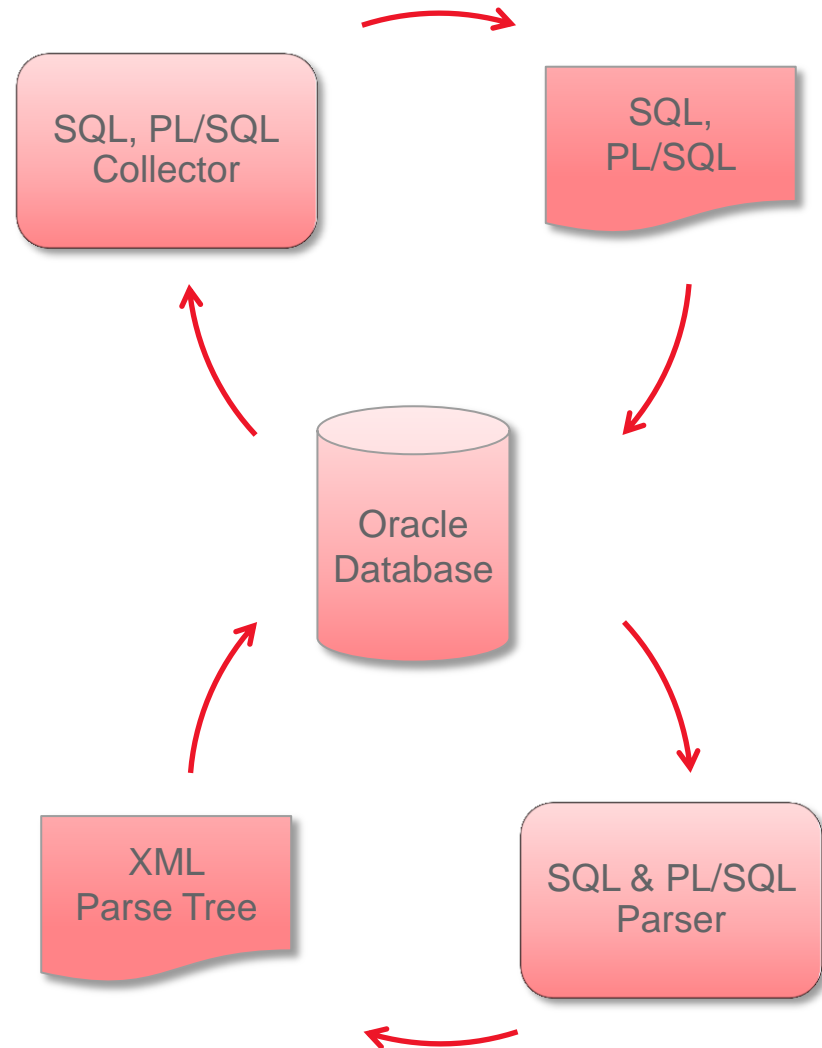 SQL, PL/SQL
Collector
SQL,
PL/SQL
Oracle
Database
XML
Parse Tree
SQL & PL/SQL
Parser